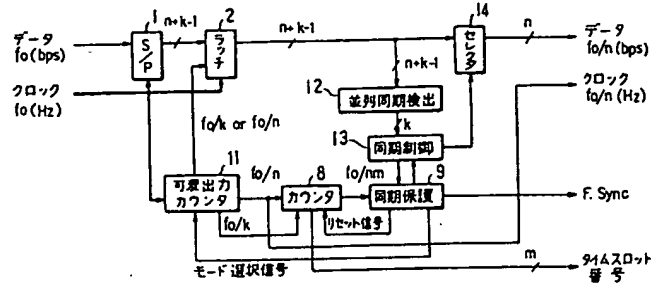 1
n+k-1
2
n+k-1
14
n
データ
fo(bps)
S/P
ラッチ
セレクタ
データ
fo/n(bps)
n+k-1
クロック
fo(Hz)
12
並列同期検出
クロック
fo/n(Hz)
fo/k or fo/n
k
13
同期制御
11
fo/n
8
fo/nm
9
可変出力
カウンタ
カウンタ
同期保護
F. Sync
fo/k
リセット信号
m
モード選択信号
タイムスロット
番号